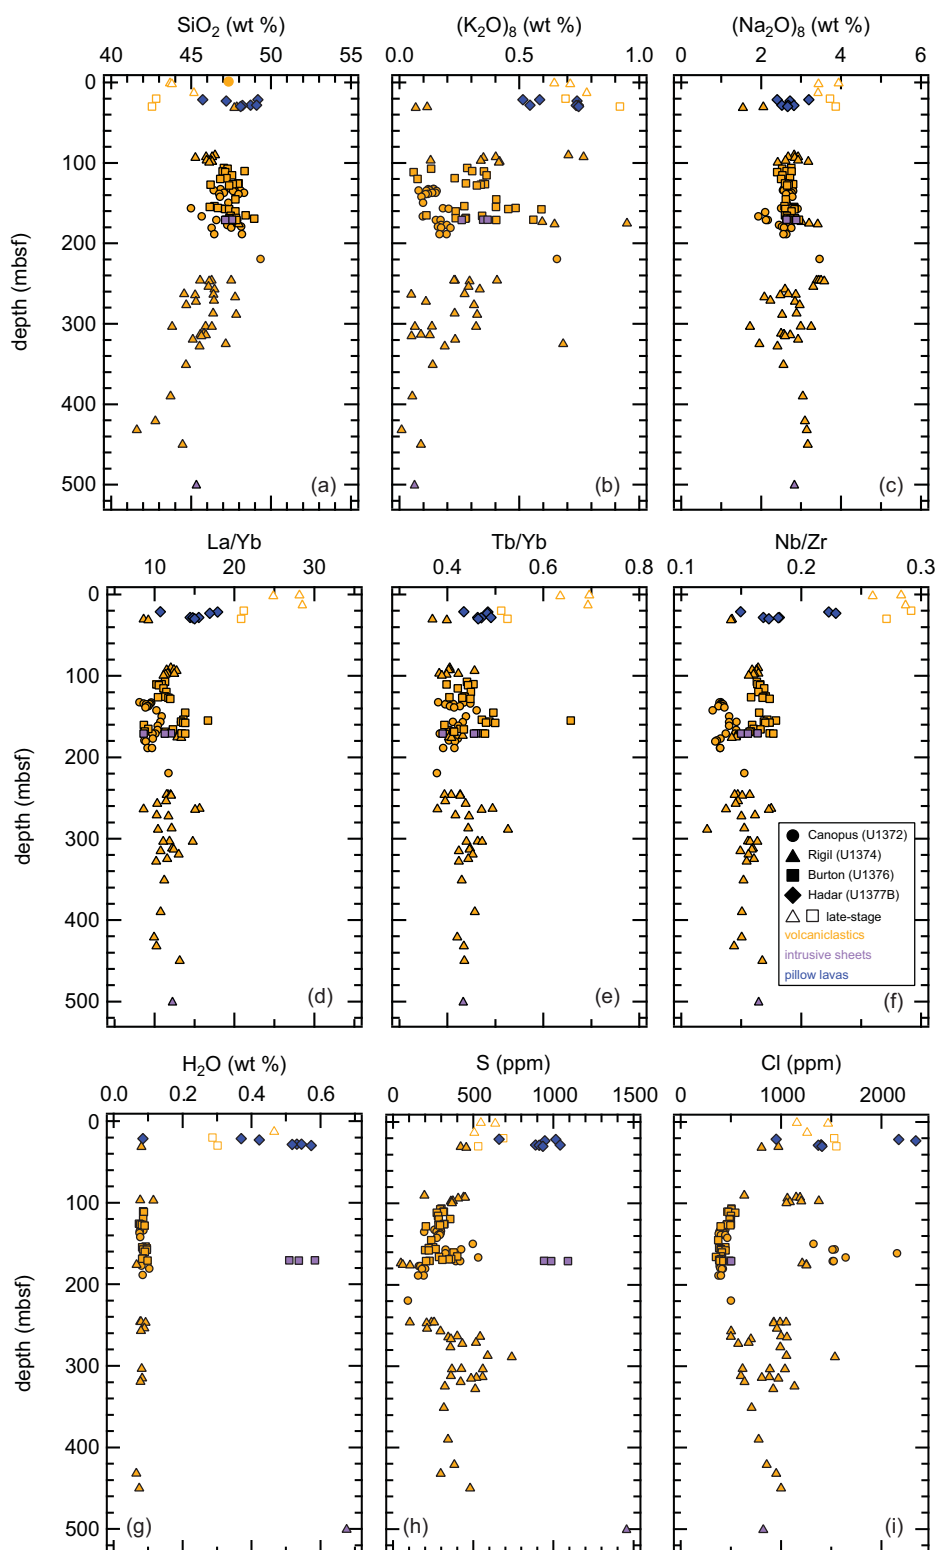 SiO2 (wt %) (K2O)8 (wt %) (Na2O)8 (wt %)
40 45 50 55 0.0 0.5 1.0 0 2 4 6
0
100
200
300
400
500
depth (mbsf)
(a) (b) (c)
La/Yb Tb/Yb Nb/Zr
10 20 30 0.4 0.6 0.8 0.1 0.2 0.3
0
100
200
300
400
500
depth (mbsf)
Canopus (U1372)
Rigil (U1374)
Burton (U1376)
Hadar (U1377B)
late-stage
volcaniclastics
intrusive sheets
pillow lavas
(d) (e) (f)
H2O (wt %) S (ppm) Cl (ppm)
0.0 0.2 0.4 0.6 0 500 1000 1500 0 1000 2000
0
100
200
300
400
500
depth (mbsf)
(g) (h) (i)